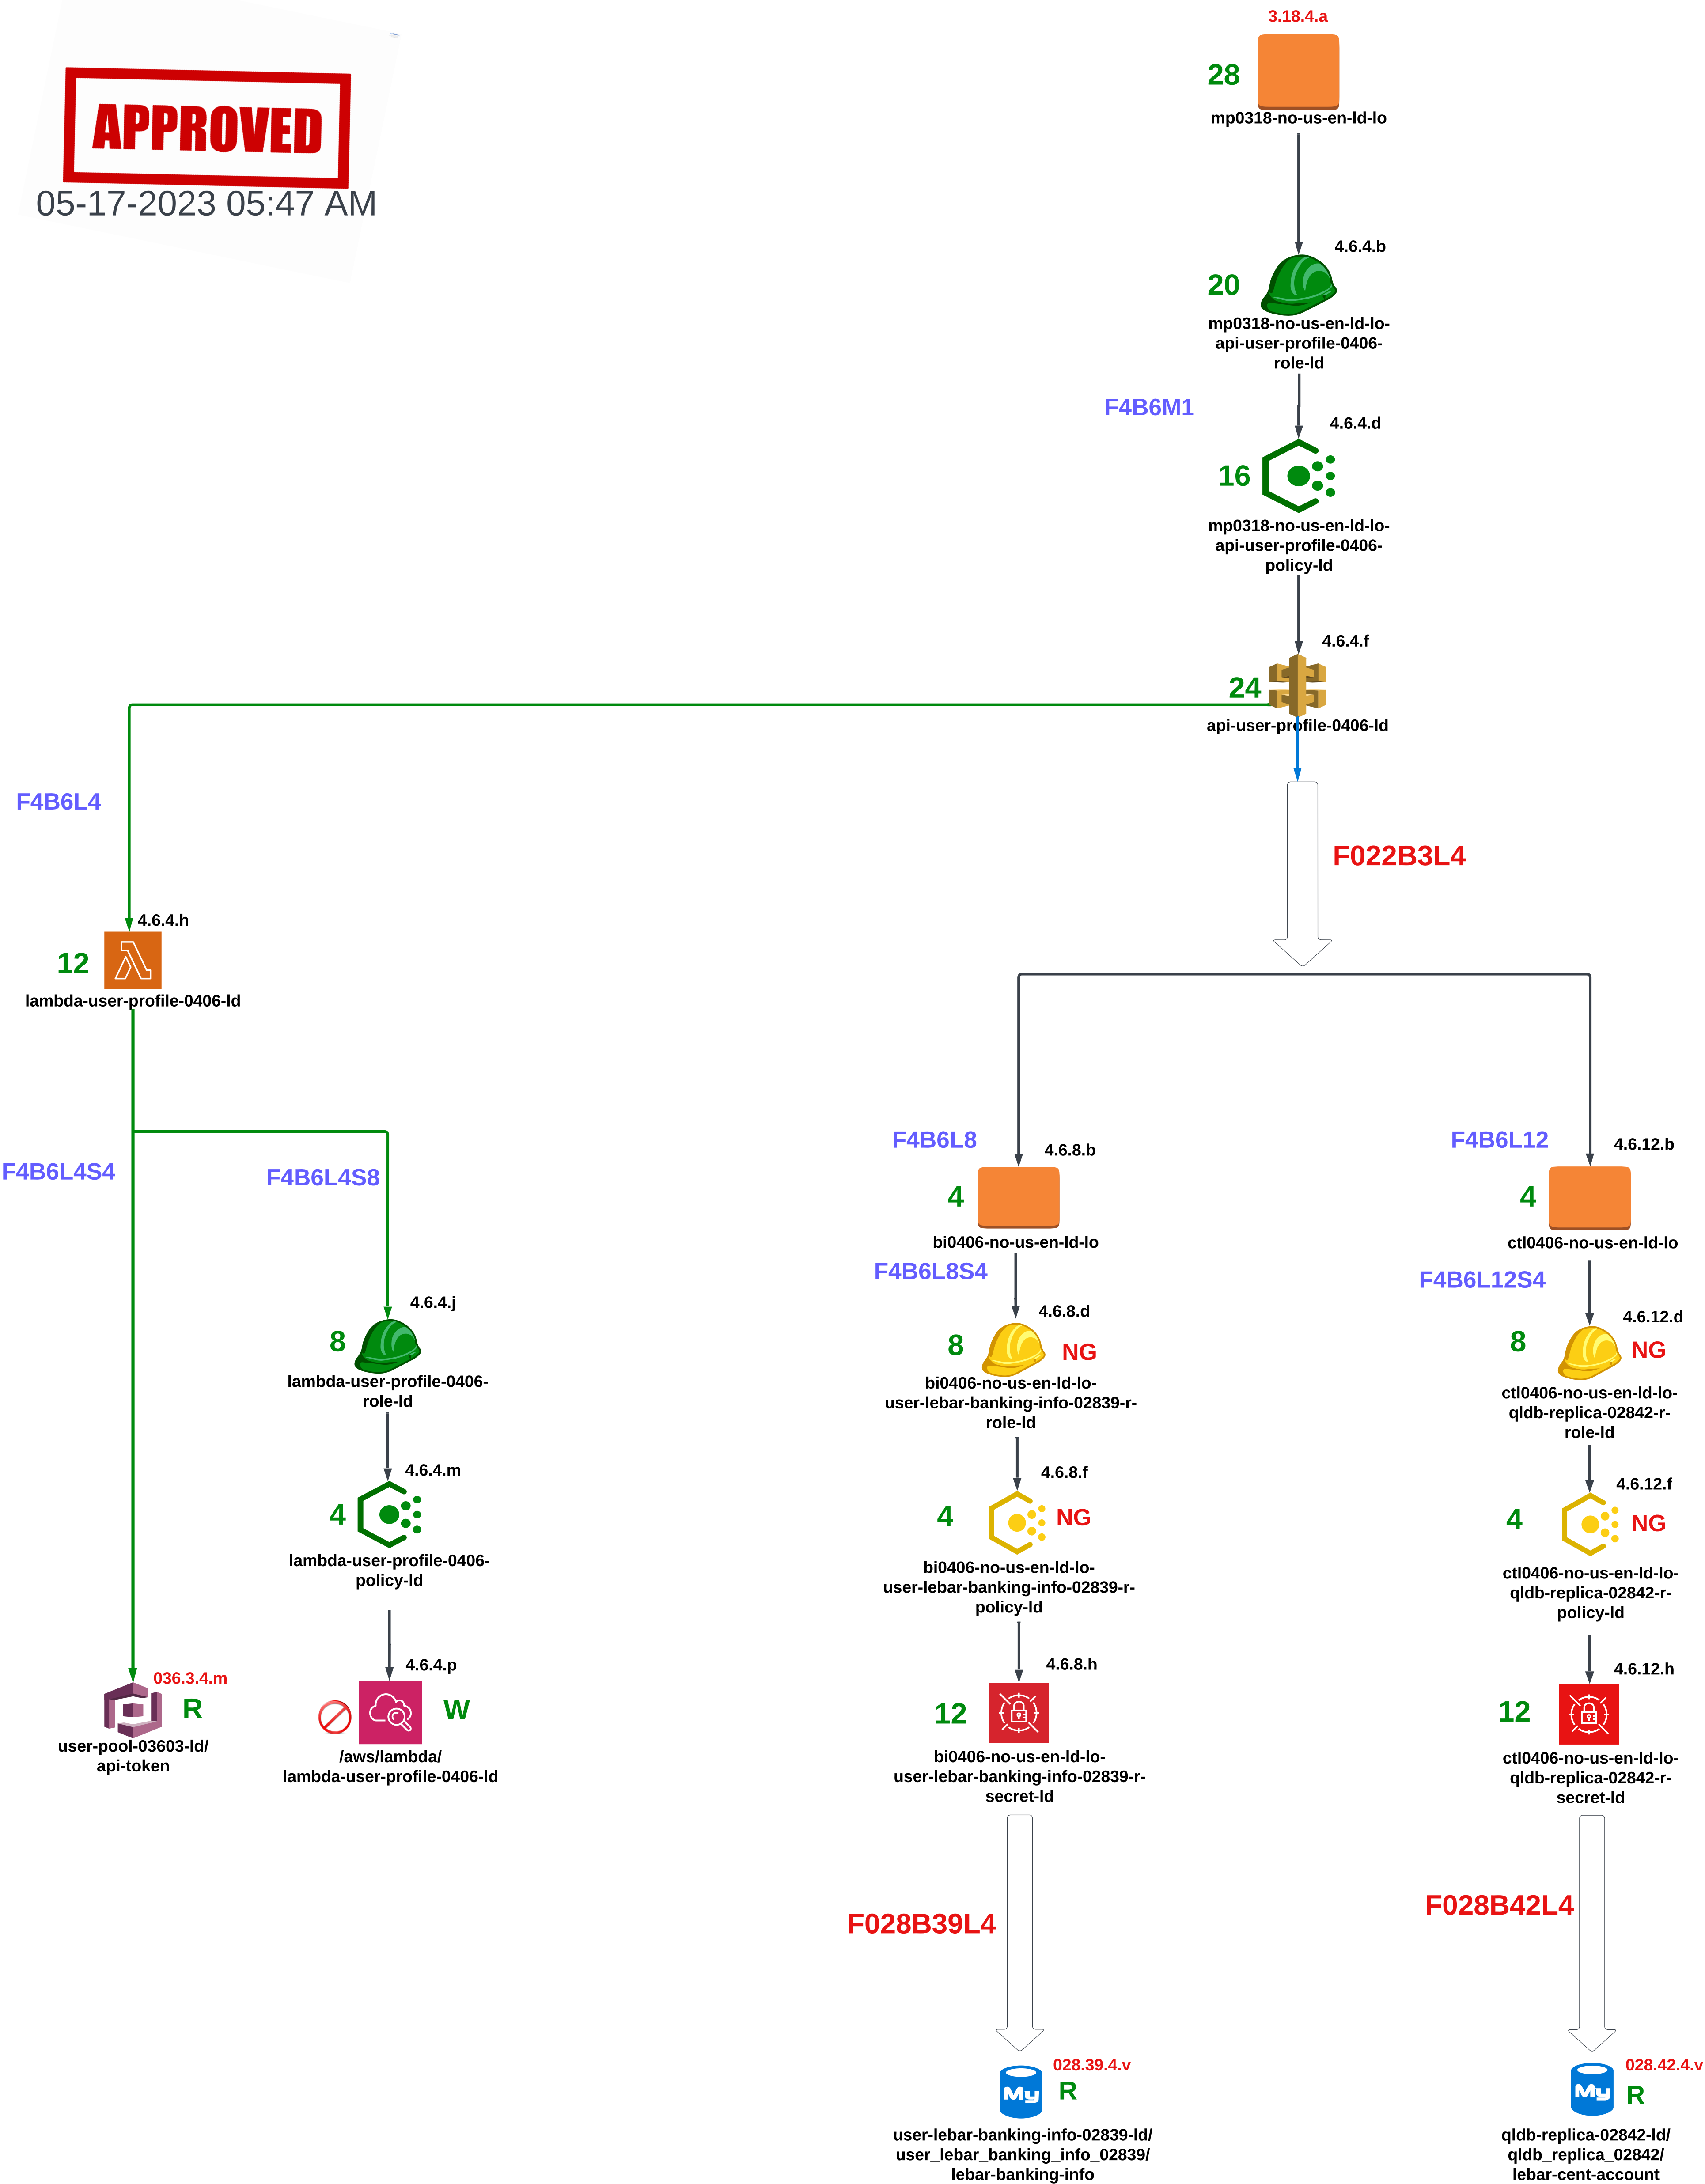 APPROVED
05-17-2023 05:47 AM
3.18.4.a
28
mp0318-no-us-en-ld-lo
4.6.4.b
20
mp0318-no-us-en-ld-lo-
api-user-profile-0406-
role-ld
F4B6M1
4.6.4.d
16
mp0318-no-us-en-ld-lo-
api-user-profile-0406-
policy-ld
4.6.4.f
24
api-user-profile-0406-ld
F4B6L4
F022B3L4
4.6.4.h
12
lambda-user-profile-0406-ld
F4B6L4S4
F4B6L4S8
4.6.4.j
8
lambda-user-profile-0406-
role-ld
4.6.4.m
4
lambda-user-profile-0406-
policy-ld
036.3.4.m
R
user-pool-03603-ld/
api-token
4.6.4.p
W
/aws/lambda/
lambda-user-profile-0406-ld
F4B6L8
4.6.8.b
4
bi0406-no-us-en-ld-lo
F4B6L8S4
4.6.8.d
8
NG
bi0406-no-us-en-ld-lo-
user-lebar-banking-info-02839-r-
role-ld
4.6.8.f
4
NG
bi0406-no-us-en-ld-lo-
user-lebar-banking-info-02839-r-
policy-ld
4.6.8.h
12
bi0406-no-us-en-ld-lo-
user-lebar-banking-info-02839-r-
secret-ld
F028B39L4
028.39.4.v
My
R
user-lebar-banking-info-02839-ld/
user_lebar_banking_info_02839/
lebar-banking-info
F4B6L12
4.6.12.b
4
ctl0406-no-us-en-ld-lo
F4B6L12S4
4.6.12.d
8
NG
ctl0406-no-us-en-ld-lo-
qldb-replica-02842-r-
role-ld
4.6.12.f
4
NG
ctl0406-no-us-en-ld-lo-
qldb-replica-02842-r-
policy-ld
4.6.12.h
12
ctl0406-no-us-en-ld-lo-
qldb-replica-02842-r-
secret-ld
F028B42L4
028.42.4.v
My
R
qldb-replica-02842-ld/
qldb_replica_02842/
lebar-cent-account